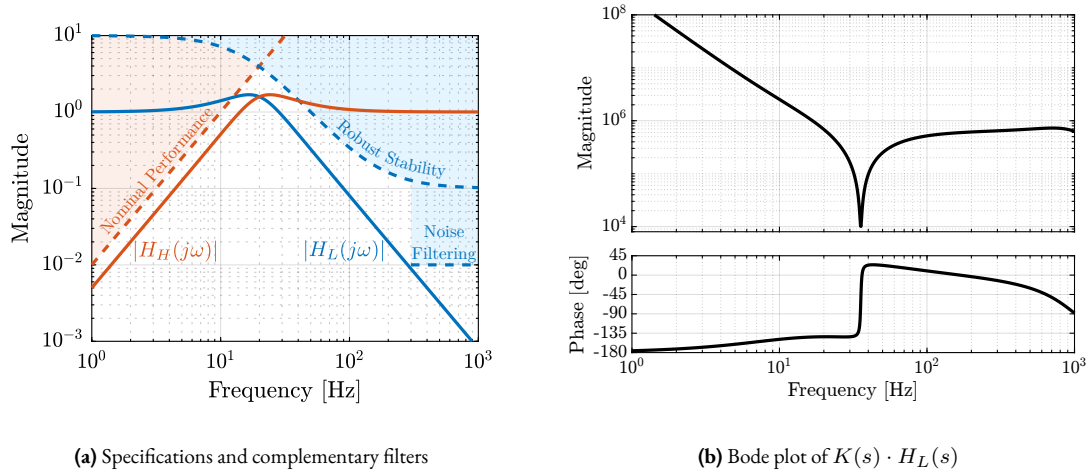 10^1
10^0
10^{-1}
10^{-2}
10^{-3}
Magnitude
Nominal Performance
Robust Stability
Noise
Filtering
|H_H(jω)|
|H_L(jω)|
10^0 10^1 10^2 10^3
Frequency [Hz]
(a) Specifications and complementary filters
10^8
10^6
10^4
Magnitude
45
0
-45
-90
-135
-180
Phase [deg]
10^0 10^1 10^2 10^3
Frequency [Hz]
(b) Bode plot of K(s) · H_L(s)